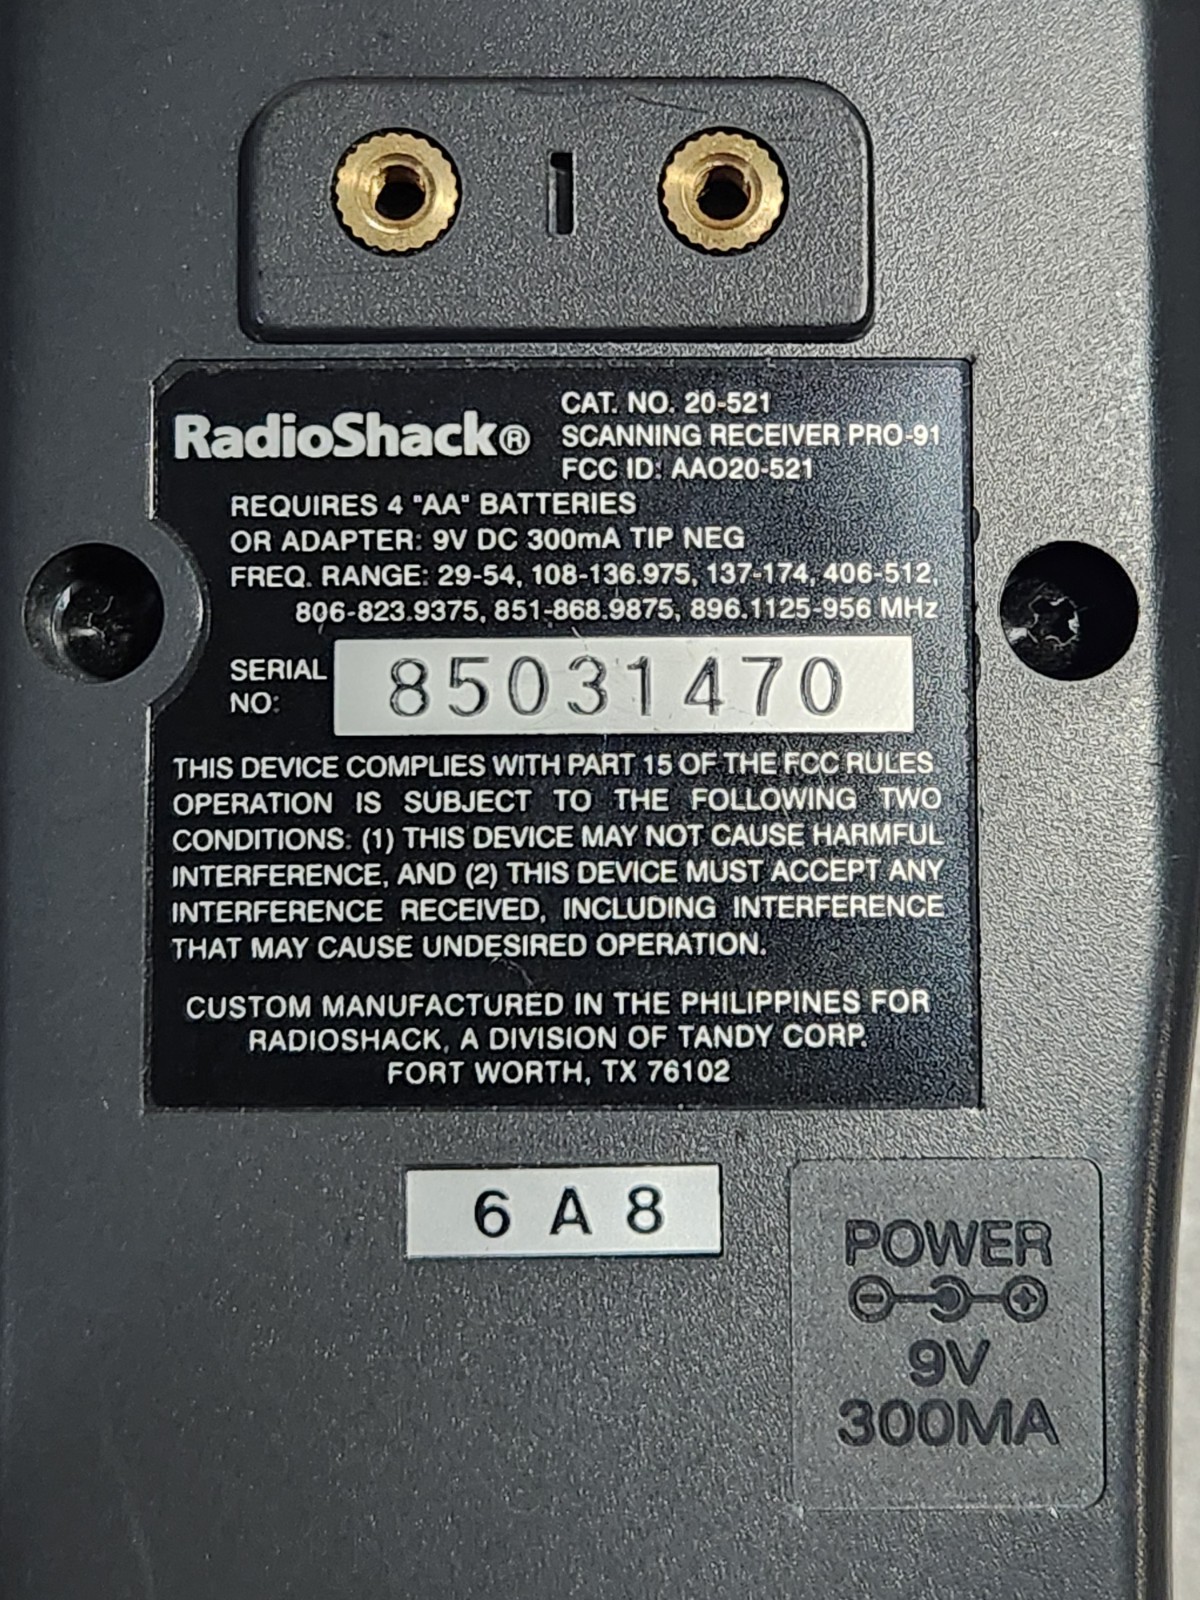 RadioShack®
CAT. NO. 20-521
SCANNING RECEIVER PRO-91
FCC ID: AAO20-521
REQUIRES 4 "AA" BATTERIES
OR ADAPTER: 9V DC 300mA TIP NEG
FREQ. RANGE: 29-54, 108-136.975, 137-174, 406-512,
806-823.9375, 851-868.9875, 896.1125-956 MHz
SERIAL
NO:
85031470
THIS DEVICE COMPLIES WITH PART 15 OF THE FCC RULES
OPERATION IS SUBJECT TO THE FOLLOWING TWO
CONDITIONS: (1) THIS DEVICE MAY NOT CAUSE HARMFUL
INTERFERENCE, AND (2) THIS DEVICE MUST ACCEPT ANY
INTERFERENCE RECEIVED, INCLUDING INTERFERENCE
THAT MAY CAUSE UNDESIRED OPERATION.
CUSTOM MANUFACTURED IN THE PHILIPPINES FOR
RADIOSHACK, A DIVISION OF TANDY CORP.
FORT WORTH, TX 76102
6 A 8
POWER
9V
300MA